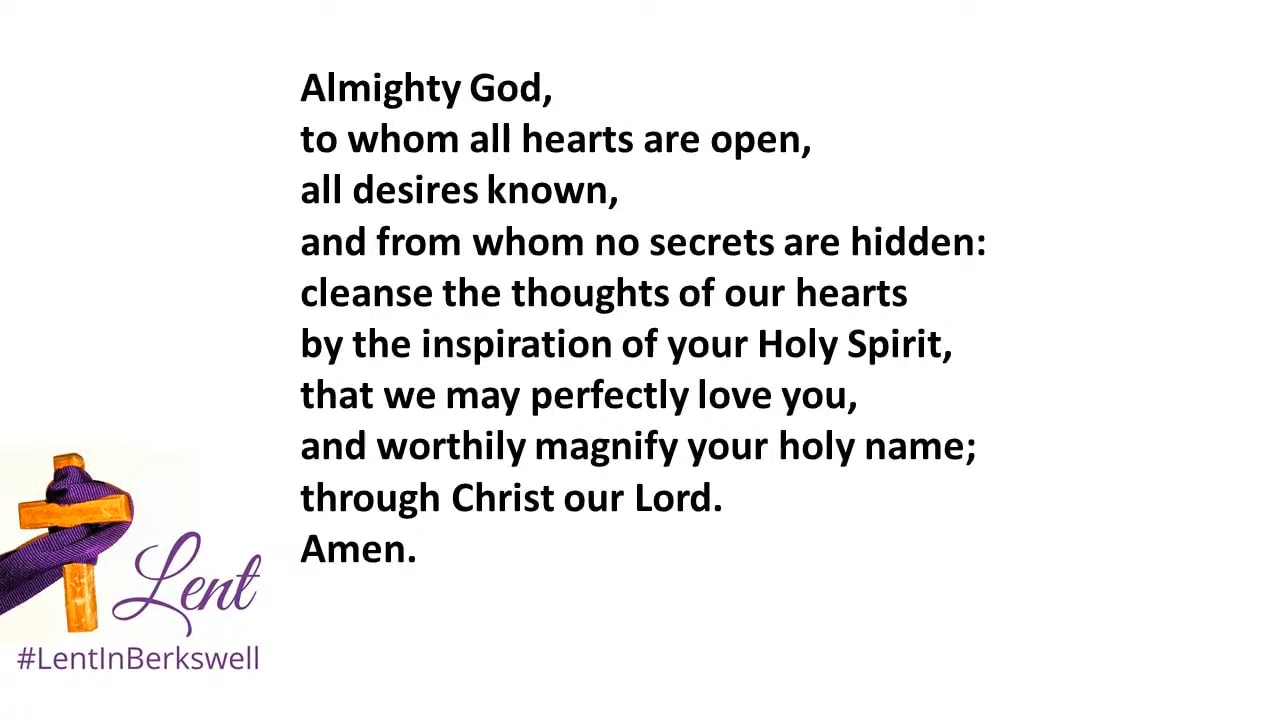 Almighty God,
to whom all hearts are open,
all desires known,
and from whom no secrets are hidden:
cleanse the thoughts of our hearts
by the inspiration of your Holy Spirit,
that we may perfectly love you,
and worthily magnify your holy name;
through Christ our Lord.
Amen.
Lent
#LentInBerkswell